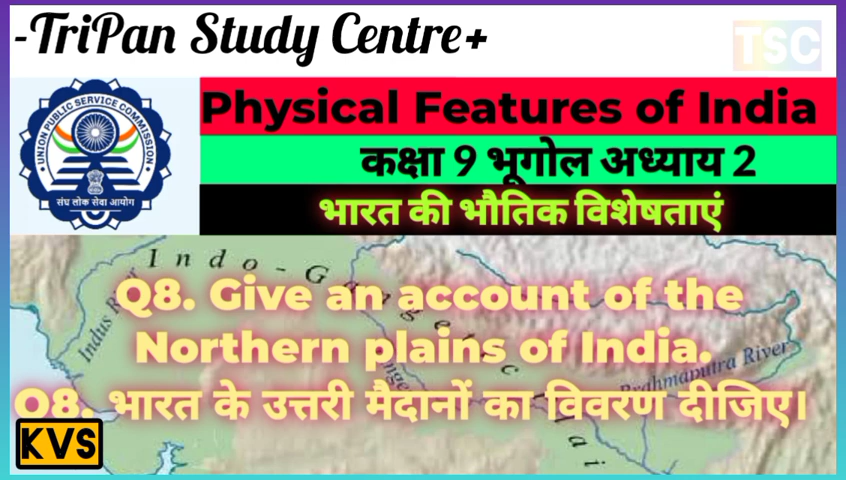 -TriPan Study Centre+
TSC
UNION PUBLIC SERVICE COMMISSION
संघ लोक सेवा आयोग
Physical Features of India
कक्षा 9 भूगोल अध्याय 2
भारत की भौतिक विशेषताएं
Indo-Gangetic
Indus River
Q8. Give an account of the
Northern plains of India.
Brahmaputra River
Q8. भारत के उत्तरी मैदानों का विवरण दीजिए।
KVS